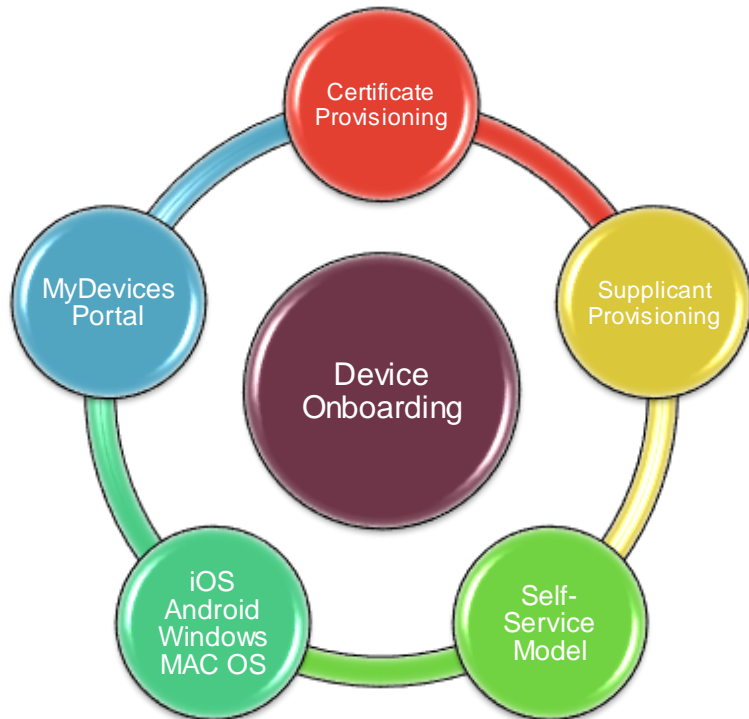 Certificate
Provisioning
MyDevices
Portal
Supplicant
Provisioning
Device
Onboarding
iOS
Android
Windows
MAC OS
Self-
Service
Model